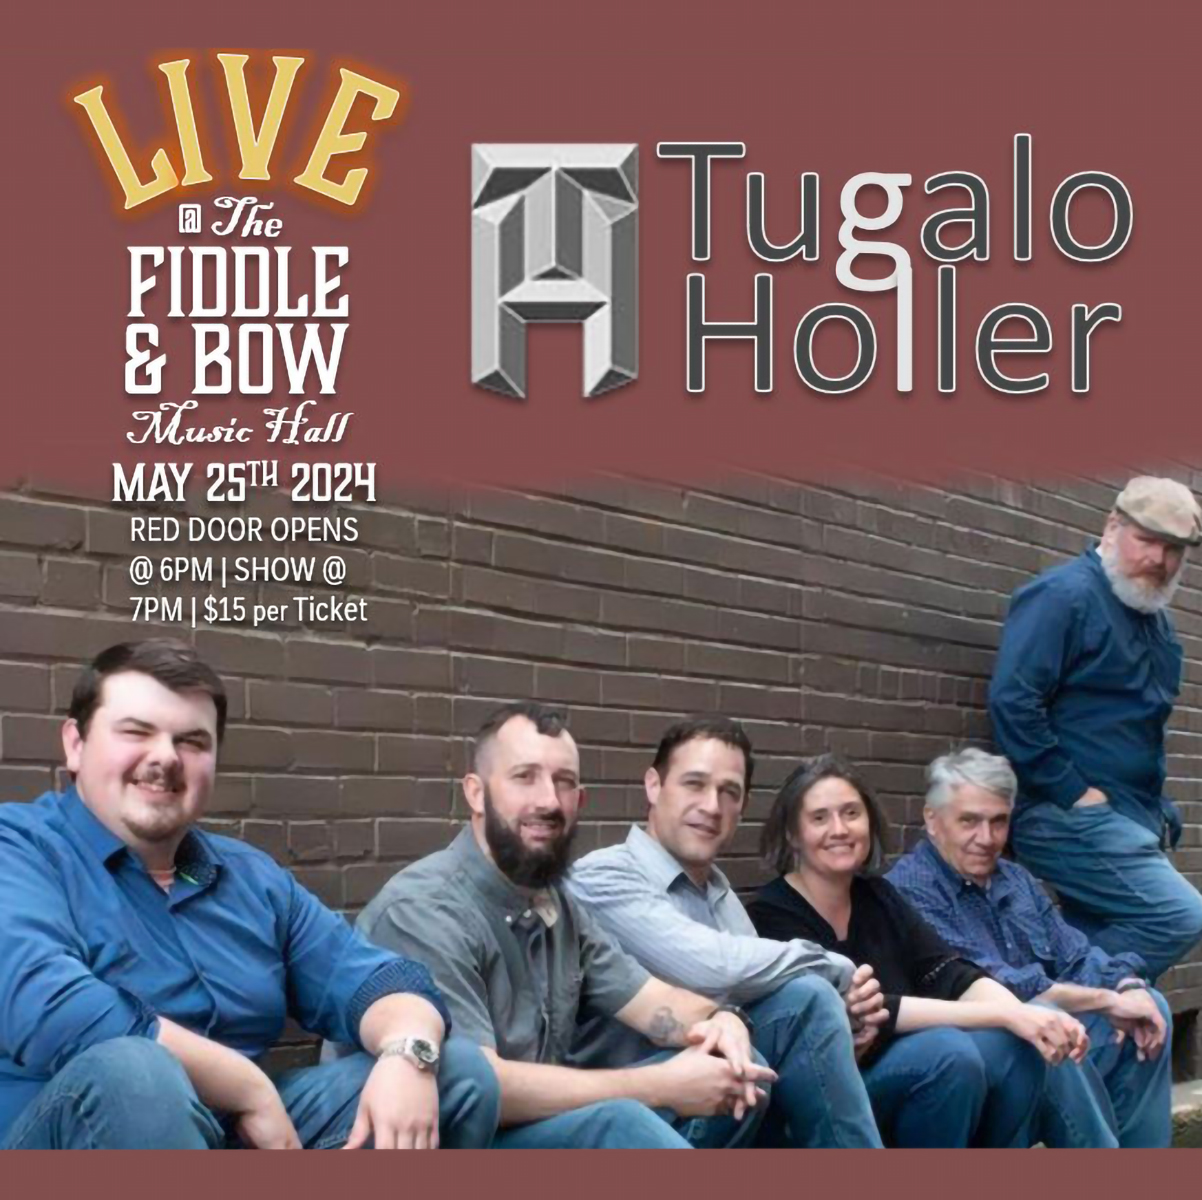 LIVE
@ The
FIDDLE
& BOW
Music Hall
MAY 25TH 2024
RED DOOR OPENS
@ 6PM | SHOW @
7PM | $15 per Ticket
TH
Tugalo
Holler